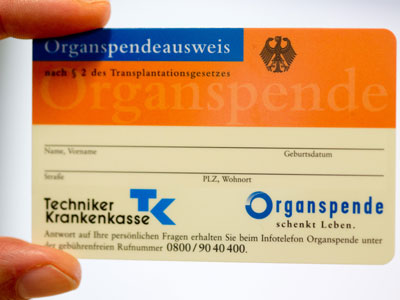 Organspendeausweis
nach § 2 des Transplantationsgesetzes
Organspende
Name, Vorname Geburtsdatum
Straße PLZ, Wohnort
Techniker
Krankenkasse TK
Organspende
schenkt Leben.
Antwort auf Ihre persönlichen Fragen erhalten Sie beim Infotelefon Organspende unter
der gebührenfreien Rufnummer 0800/90 40 400.